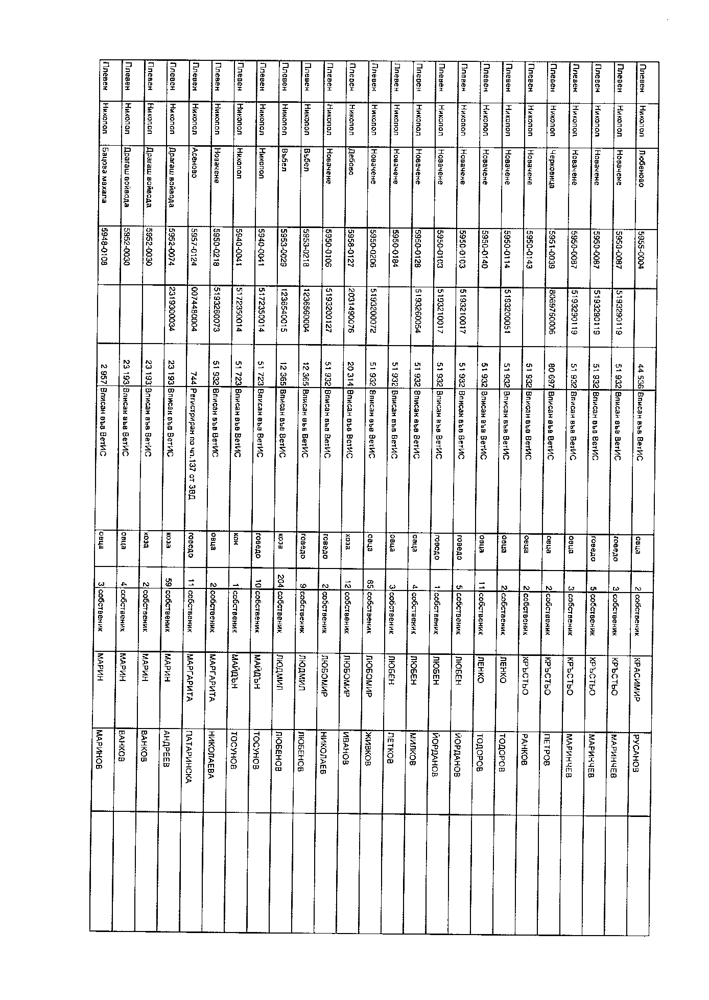 Плевен Никопол Любеново 5955-0004 44 536 Вписан във ВетИС овца 2 собственик КРАСИМИР РУСАНОВ
Плевен Никопол Новачене 5950-0087 5193290119 51 932 Вписан във ВетИС говедо 3 собственик КРЪСТЬО МАРИНЧЕВ
Плевен Никопол Новачене 5950-0087 5193290119 51 932 Вписан във ВетИС говедо 5 собственик КРЪСТЬО МАРИНЧЕВ
Плевен Никопол Новачене 5950-0087 5193290119 51 932 Вписан във ВетИС овца 3 собственик КРЪСТЬО МАРИНЧЕВ
Плевен Никопол Черковица 5951-0039 8069760006 80 697 Вписан във ВетИС овца 2 собственик КРЪСТЬО ПЕТРОВ
Плевен Никопол Новачене 5950-0143 51 932 Вписан във ВетИС овца 2 собственик КРЪСТЬО РАНКОВ
Плевен Никопол Новачене 5950-0114 5193200051 51 932 Вписан във ВетИС овца 2 собственик ЛЕНКО ТОДОРОВ
Плевен Никопол Новачене 5950-0140 51 932 Вписан във ВетИС овца 11 собственик ЛЕНКО ТОДОРОВ
Плевен Никопол Новачене 5950-0103 5193210017 51 932 Вписан във ВетИС говедо 5 собственик ЛЮБЕН ЙОРДАНОВ
Плевен Никопол Новачене 5950-0103 5193210017 51 932 Вписан във ВетИС говедо 1 собственик ЛЮБЕН ЙОРДАНОВ
Плевен Никопол Новачене 5950-0128 5193260054 51 932 Вписан във ВетИС овца 4 собственик ЛЮБЕН МИЛКОВ
Плевен Никопол Новачене 5950-0184 51 932 Вписан във ВетИС овца 3 собственик ЛЮБЕН ПЕТКОВ
Плевен Никопол Новачене 5950-0206 5193200072 51 932 Вписан във ВетИС овца 85 собственик ЛЮБОМИР ЖИВКОВ
Плевен Никопол Дебово 5958-0127 2031490076 20 314 Вписан във ВетИС коза 12 собственик ЛЮБОМИР ИВАНОВ
Плевен Никопол Новачене 5950-0106 5193200127 51 932 Вписан във ВетИС говедо 2 собственик ЛЮБОМИР НИКОЛАЕВ
Плевен Никопол Въбел 5953-0218 1236560004 12 365 Вписан във ВетИС говедо 9 собственик ЛЮДМИЛ ЛЮБЕНОВ
Плевен Никопол Въбел 5953-0029 1236540015 12 365 Вписан във ВетИС коза 204 собственик ЛЮДМИЛ ЛЮБЕНОВ
Плевен Никопол Никопол 5940-0041 5172350014 51 723 Вписан във ВетИС говедо 10 собственик МАЙДЪН ТОСУНОВ
Плевен Никопол Никопол 5940-0041 5172350014 51 723 Вписан във ВетИС кон 1 собственик МАЙДЪН ТОСУНОВ
Плевен Никопол Новачене 5950-0218 5193260073 51 932 Вписан във ВетИС овца 2 собственик МАРГАРИТА НИКОЛАЕВА
Плевен Никопол Асеново 5957-0124 0074480004 744 Регистриран по чл.137 от ЗВД говедо 11 собственик МАРГАРИТА ПАТАРИНСКА
Плевен Никопол Драгаш войвода 5952-0074 2319300034 23 193 Вписан във ВетИС коза 59 собственик МАРИН АНДРЕЕВ
Плевен Никопол Драгаш войвода 5952-0030 23 193 Вписан във ВетИС коза 2 собственик МАРИН ВАНКОВ
Плевен Никопол Драгаш войвода 5952-0030 23 193 Вписан във ВетИС овца 4 собственик МАРИН ВАНКОВ
Плевен Никопол Бацова махала 5948-0108 2 957 Вписан във ВетИС овца 3 собственик МАРИН МАРИНОВ